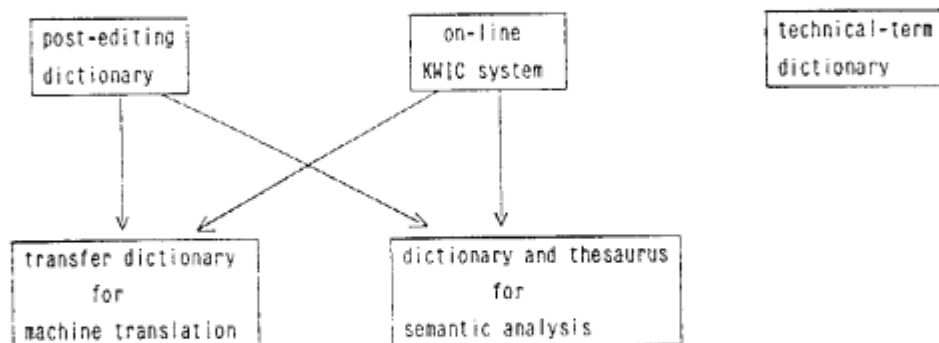 post-editing
dictionary
on-line
KWIC system
technical-term
dictionary
transfer dictionary
for
machine translation
dictionary and thesaurus
for
semantic analysis